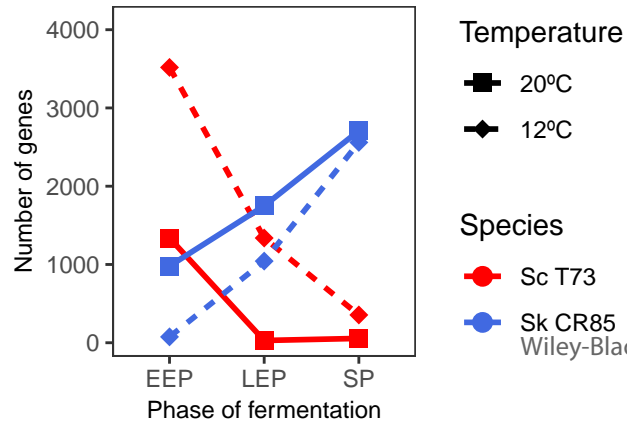 4000
3000
2000
1000
0
Number of genes
EEP LEP SP
Phase of fermentation
Temperature
20ºC
12ºC
Species
Sc T73
Sk CR85